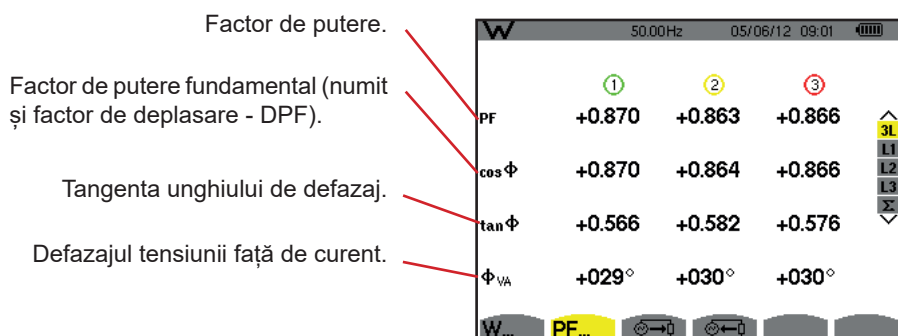 Factor de putere.
Factor de putere fundamental (numit
și factor de deplasare - DPF).
Tangenta unghiului de defazaj.
Defazajul tensiunii față de curent.
W 50.00Hz 05/06/12 09:01
1 2 3
PF +0.870 +0.863 +0.866
cosΦ +0.870 +0.864 +0.866
tanΦ +0.566 +0.582 +0.576
ΦVA +029° +030° +030°
3L
L1
L2
L3
Σ
W... PF...